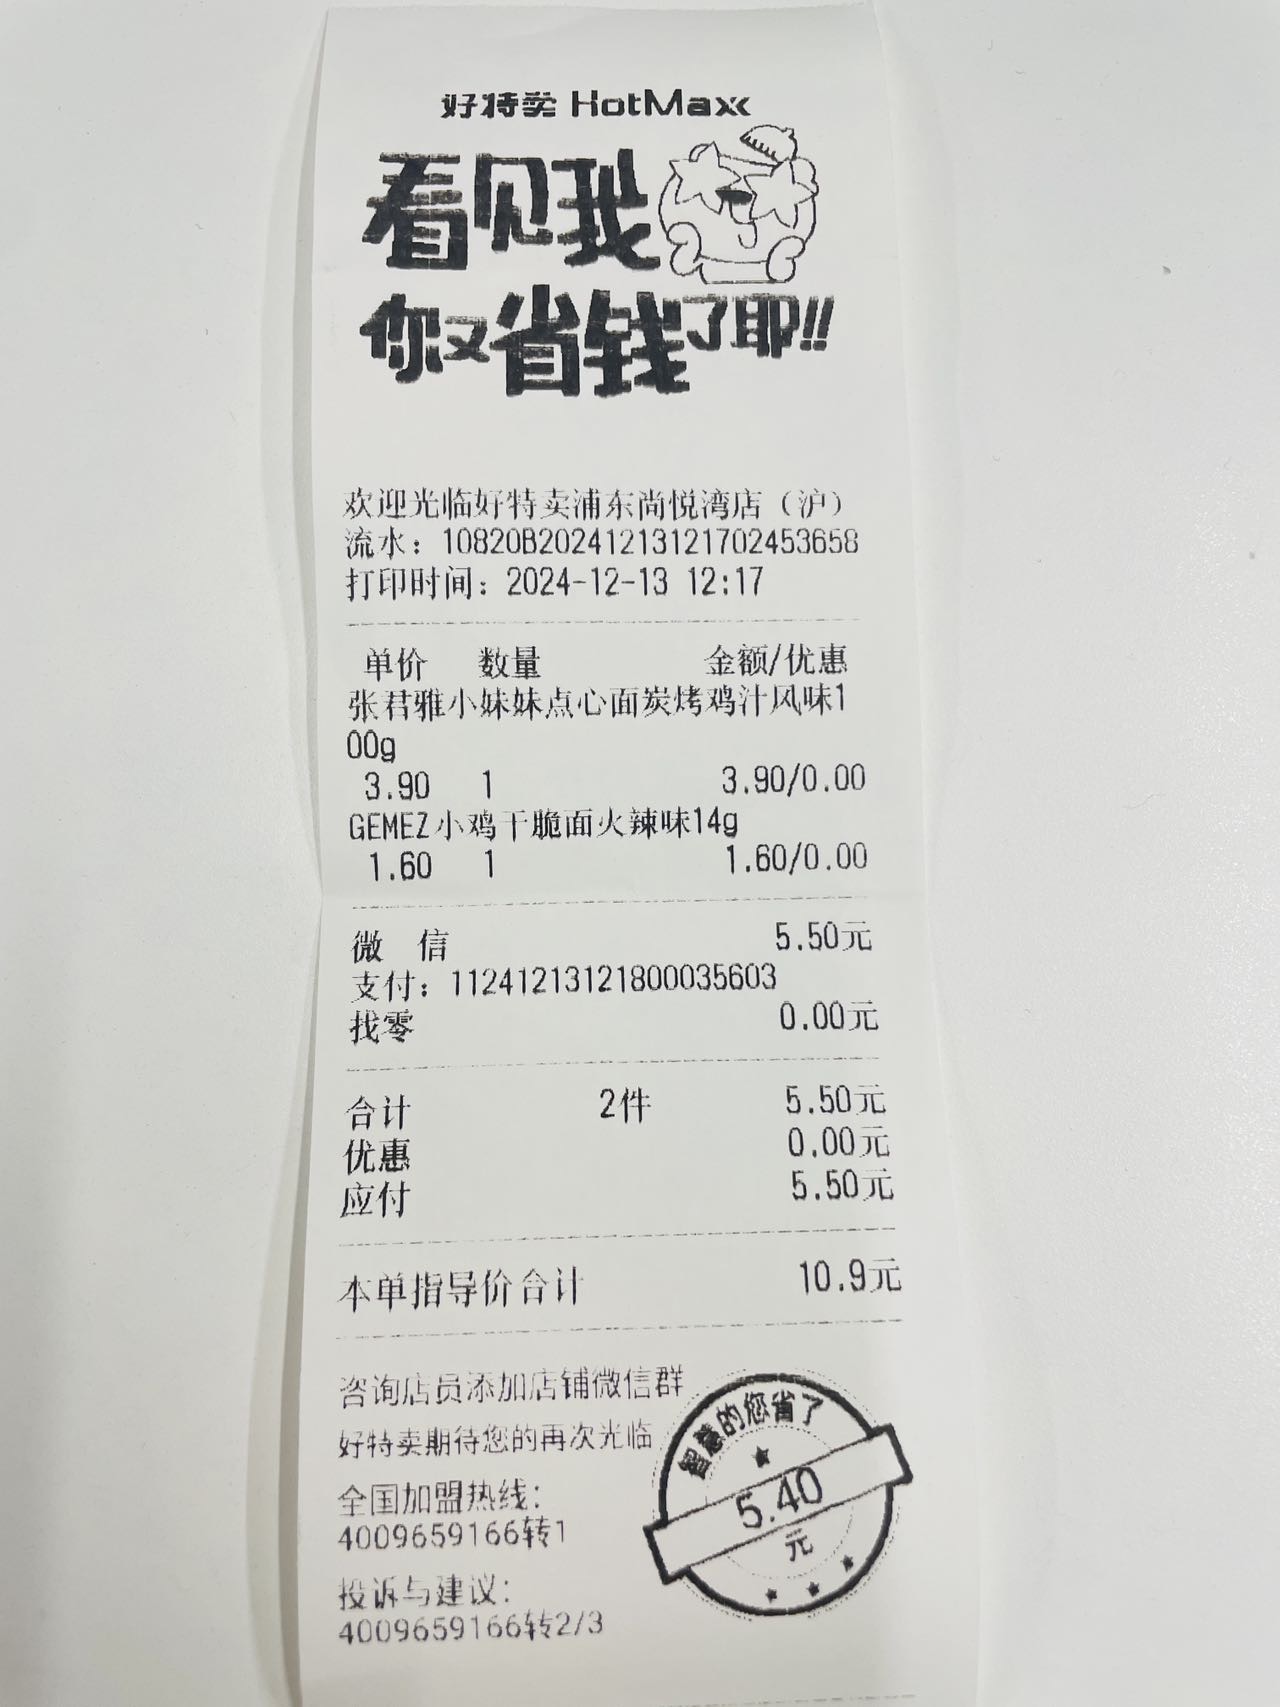 好特卖 HotMaxx
看见我
你又省钱了耶!!
欢迎光临好特卖浦东尚悦湾店（沪）
流水：10820B20241213121702453658
打印时间：2024-12-13 12:17
单价 数量 金额/优惠
张君雅小妹妹点心面炭烤鸡汁风味1
00g
3.90 1 3.90/0.00
GEMEZ小鸡干脆面火辣味14g
1.60 1 1.60/0.00
微 信 5.50元
支付：11241213121800035603
找零 0.00元
合计 2件 5.50元
优惠 0.00元
应付 5.50元
本单指导价合计 10.9元
咨询店员添加店铺微信群
好特卖期待您的再次光临
全国加盟热线：
4009659166转1
投诉与建议：
4009659166转2/3
智慧的您省了
5.40
元